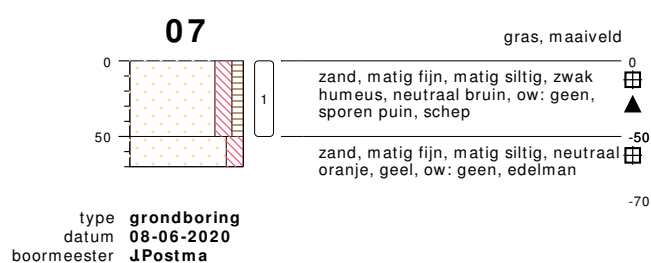 07
gras, maaiveld
0
0
zand, matig fijn, matig siltig, zwak
humeus, neutraal bruin, ow: geen,
sporen puin, schep
1
50
-50
zand, matig fijn, matig siltig, neutraal
oranje, geel, ow: geen, edelman
-70
type grondboring
datum 08-06-2020
boormeester J.Postma